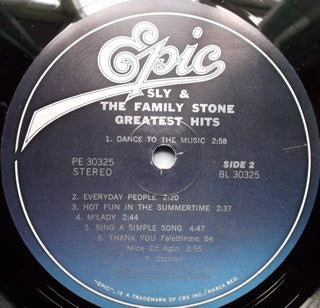 Epic
SLY &
THE FAMILY STONE
GREATEST HITS
1. DANCE TO THE MUSIC 2:58
PE 30325
STEREO
SIDE 2
BL 30325
2. EVERYDAY PEOPLE 2:20
3. HOT FUN IN THE SUMMERTIME 2:37
4. M'LADY 2:44
5. SING A SIMPLE SONG 3:55
6. THANK YOU Falettinme Be
Mice Elf Agin
"EPIC", IS A TRADEMARK OF CBS INC./MARCA REG.